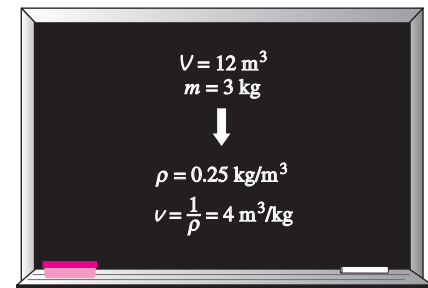 V = 12 m³
m = 3 kg
ρ = 0.25 kg/m³
v = 1/ρ = 4 m³/kg